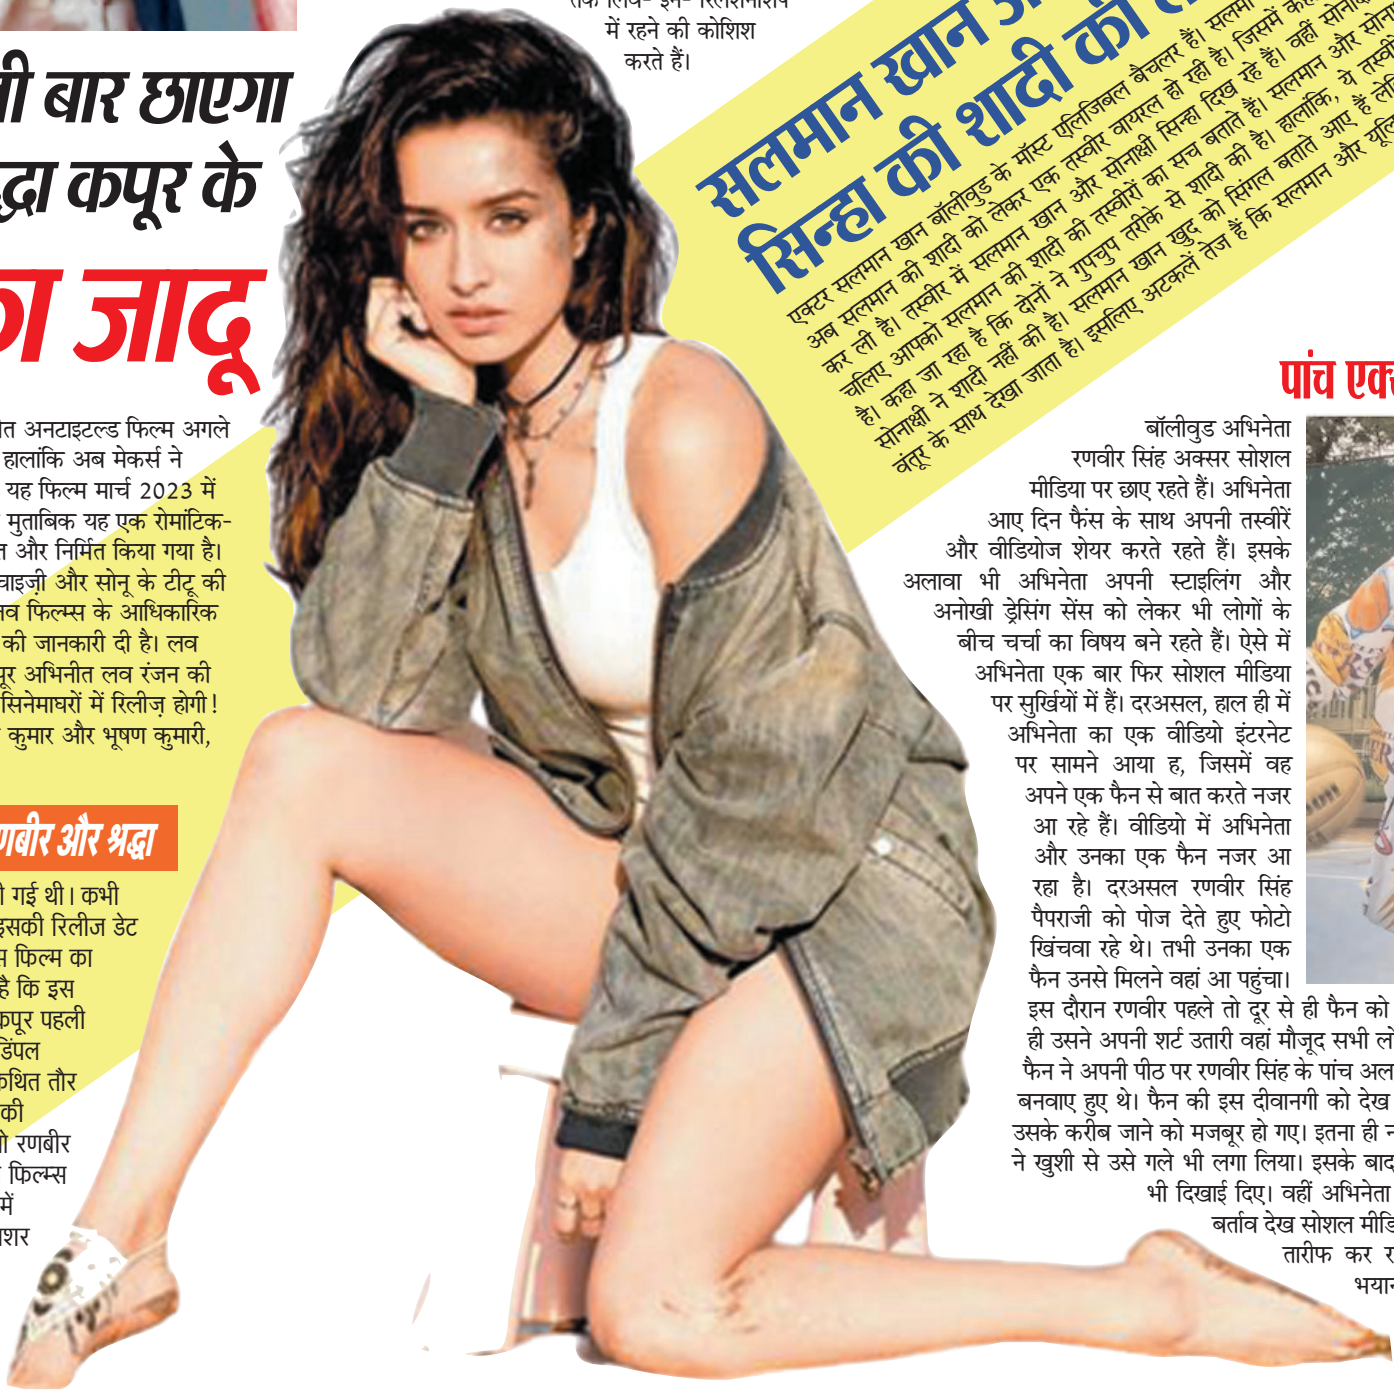 तक लिव- इन- रिलेशनशिप
में रहने की कोशिश
करते हैं।
बार छाएगा
कपूर के
जादू
अनटाइटल्ड फिल्म अगले
हालांकि अब मेकर्स ने
यह फिल्म मार्च 2023 में
मुताबिक यह एक रोमांटिक-
और निर्मित किया गया है।
और सोनू के टीटू की
फिल्म्स के आधिकारिक
की जानकारी दी है। लव
अभिनीत लव रंजन की
सिनेमाघरों में रिलीज़ होगी!
कुमार और भूषण कुमारी,
और श्रद्धा
गई थी। कभी
इसकी रिलीज डेट
फिल्म का
है कि इस
कपूर पहली
डिंपल
कथित तौर
की
रणबीर
फिल्म्स
में
सलमान खान
सिन्हा की शादी की
एक्टर सलमान खान बॉलीवुड के मॉस्ट एलिजिबल बैचलर हैं।
अब सलमान की शादी को लेकर एक तस्वीर वायरल हो रही है। जिसमें
कर ली है। तस्वीर में सलमान खान और सोनाक्षी सिन्हा दिख रहे हैं। वहीं
चलिए आपको सलमान की शादी की तस्वीरों का सच बताते हैं। सलमान और
है। कहा जा रहा है कि दोनों ने गुपचुप तरीके से शादी की है। हालांकि, ये
सोनाक्षी ने शादी नहीं की है। सलमान खान खुद को सिंगल बताते आए हैं
वंतूर के साथ देखा जाता है। इसलिए अटकलें तेज हैं कि सलमान और
पांच
बॉलीवुड अभिनेता
रणवीर सिंह अक्सर सोशल
मीडिया पर छाए रहते हैं। अभिनेता
आए दिन फैंस के साथ अपनी तस्वीरें
और वीडियोज शेयर करते रहते हैं। इसके
अलावा भी अभिनेता अपनी स्टाइलिंग और
अनोखी ड्रेसिंग सेंस को लेकर भी लोगों के
बीच चर्चा का विषय बने रहते हैं। ऐसे में
अभिनेता एक बार फिर सोशल मीडिया
पर सुर्खियों में हैं। दरअसल, हाल ही में
अभिनेता का एक वीडियो इंटरनेट
पर सामने आया ह, जिसमें वह
अपने एक फैन से बात करते नजर
आ रहे हैं। वीडियो में अभिनेता
और उनका एक फैन नजर आ
रहा है। दरअसल रणवीर सिंह
पैपराजी को पोज देते हुए फोटो
खिंचवा रहे थे। तभी उनका एक
फैन उनसे मिलने वहां आ पहुंचा।
इस दौरान रणवीर पहले तो दूर से ही फैन को
ही उसने अपनी शर्ट उतारी वहां मौजूद सभी
फैन ने अपनी पीठ पर रणवीर सिंह के पांच
बनवाए हुए थे। फैन की इस दीवानगी को देख
उसके करीब जाने को मजबूर हो गए। इतना ही
ने खुशी से उसे गले भी लगा लिया। इसके बाद
भी दिखाई दिए। वहीं अभिनेता
बर्ताव देख सोशल
तारीफ कर